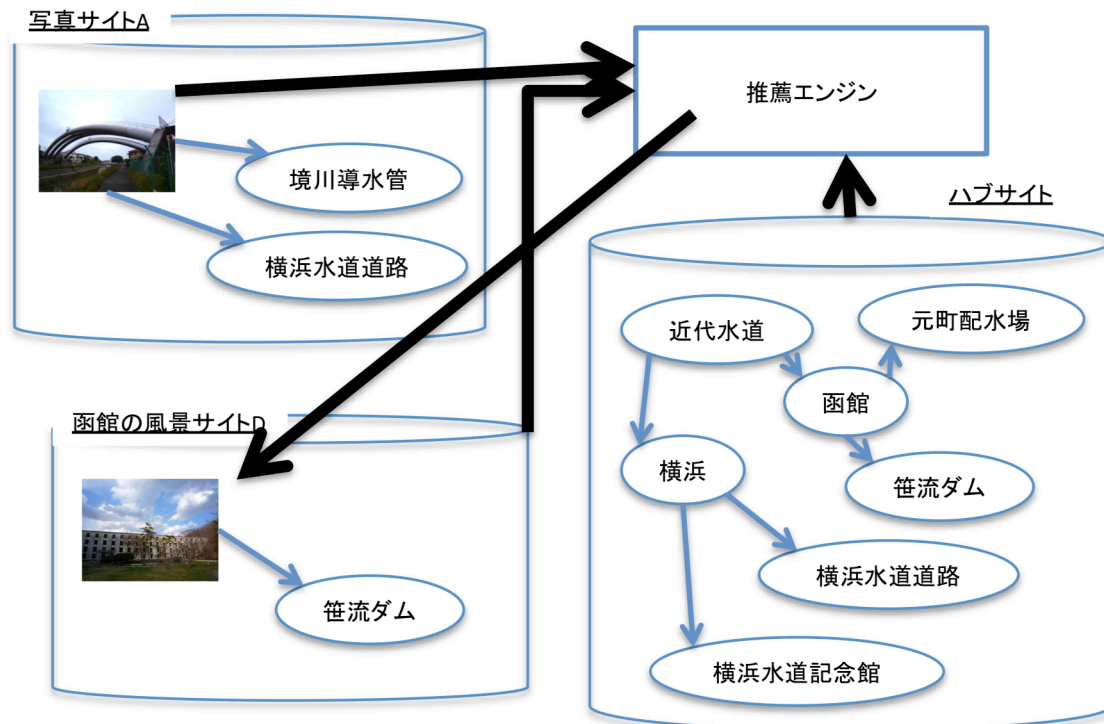 写真サイトA
推薦エンジン
境川導水管
横浜水道道路
ハブサイト
近代水道
元町配水場
函館
横浜
笹流ダム
横浜水道道路
横浜水道記念館
函館の風景サイトD
笹流ダム